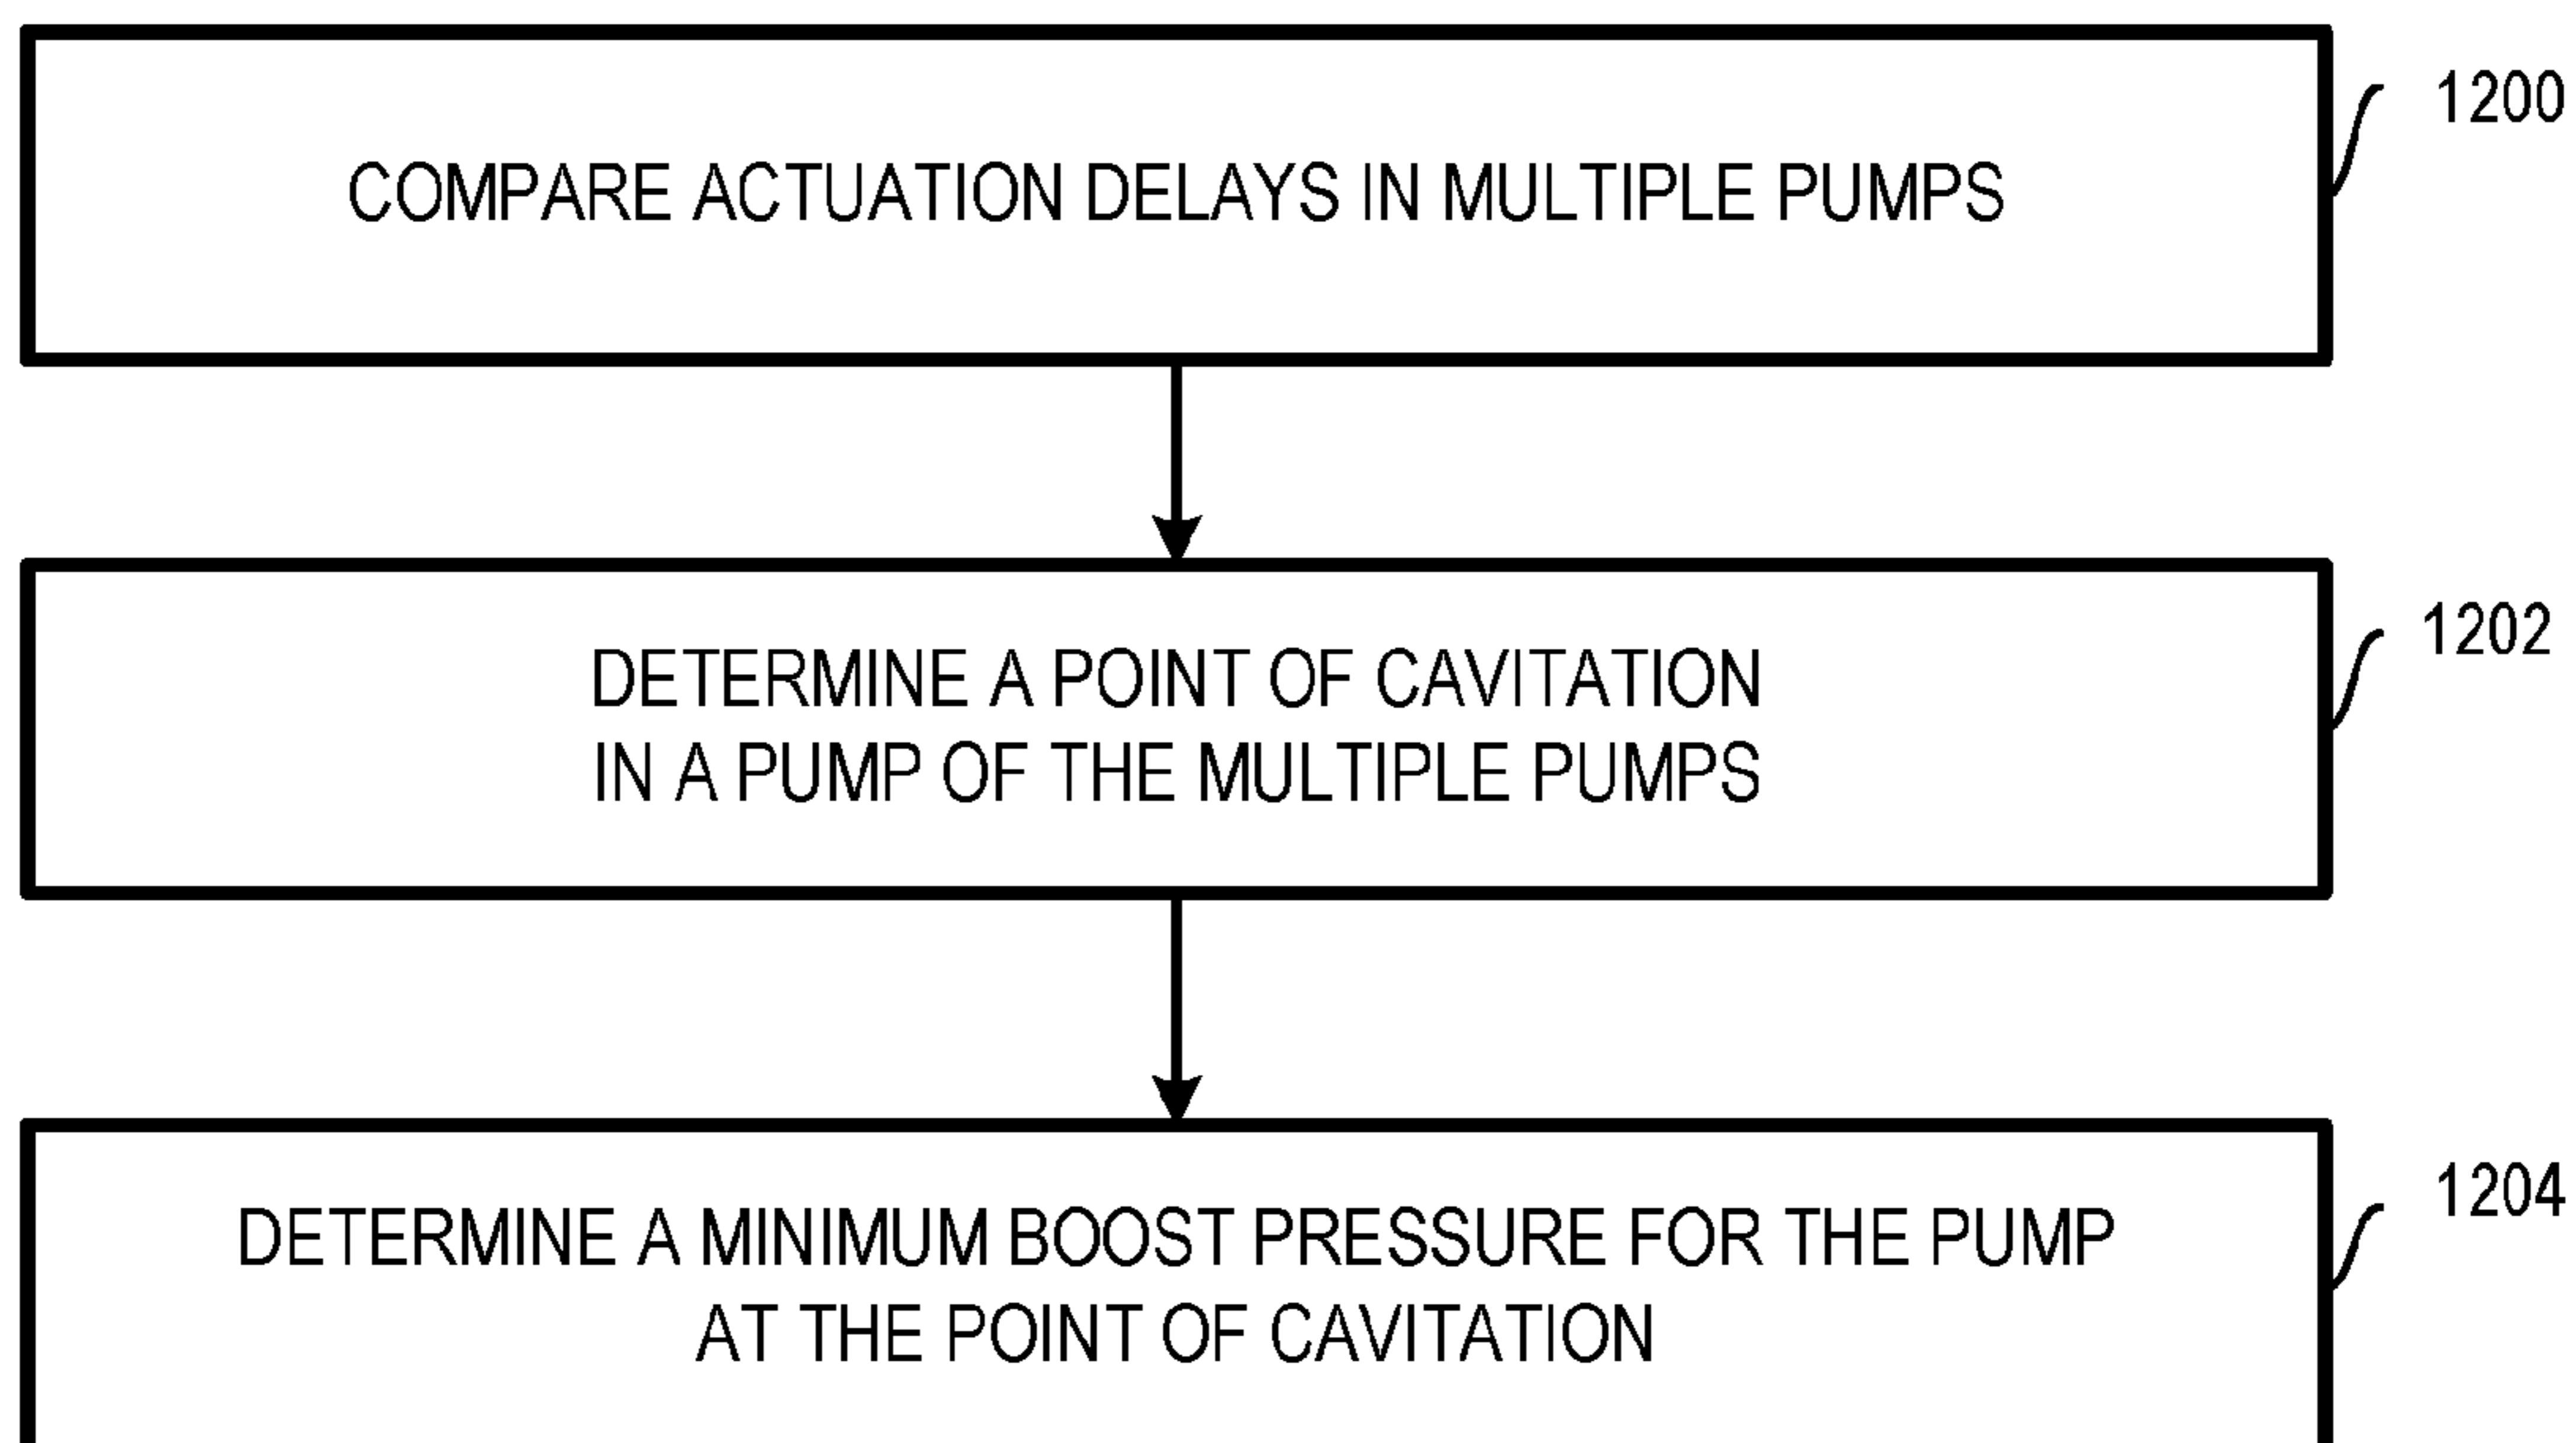 1200
COMPARE ACTUATION DELAYS IN MULTIPLE PUMPS
1202
DETERMINE A POINT OF CAVITATION
IN A PUMP OF THE MULTIPLE PUMPS
1204
DETERMINE A MINIMUM BOOST PRESSURE FOR THE PUMP
AT THE POINT OF CAVITATION